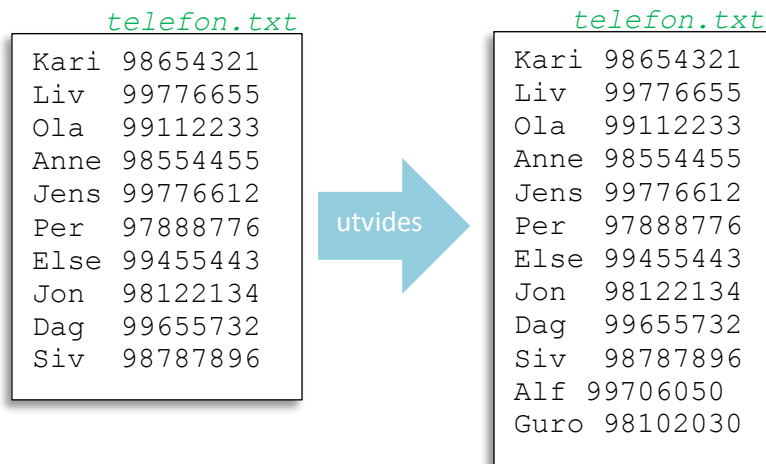 telefon.txt
Kari 98654321
Liv  99776655
Ola  99112233
Anne 98554455
Jens 99776612
Per  97888776
Else 99455443
Jon  98122134
Dag  99655732
Siv  98787896
utvides
telefon.txt
Kari 98654321
Liv  99776655
Ola  99112233
Anne 98554455
Jens 99776612
Per  97888776
Else 99455443
Jon  98122134
Dag  99655732
Siv  98787896
Alf 99706050
Guro 98102030